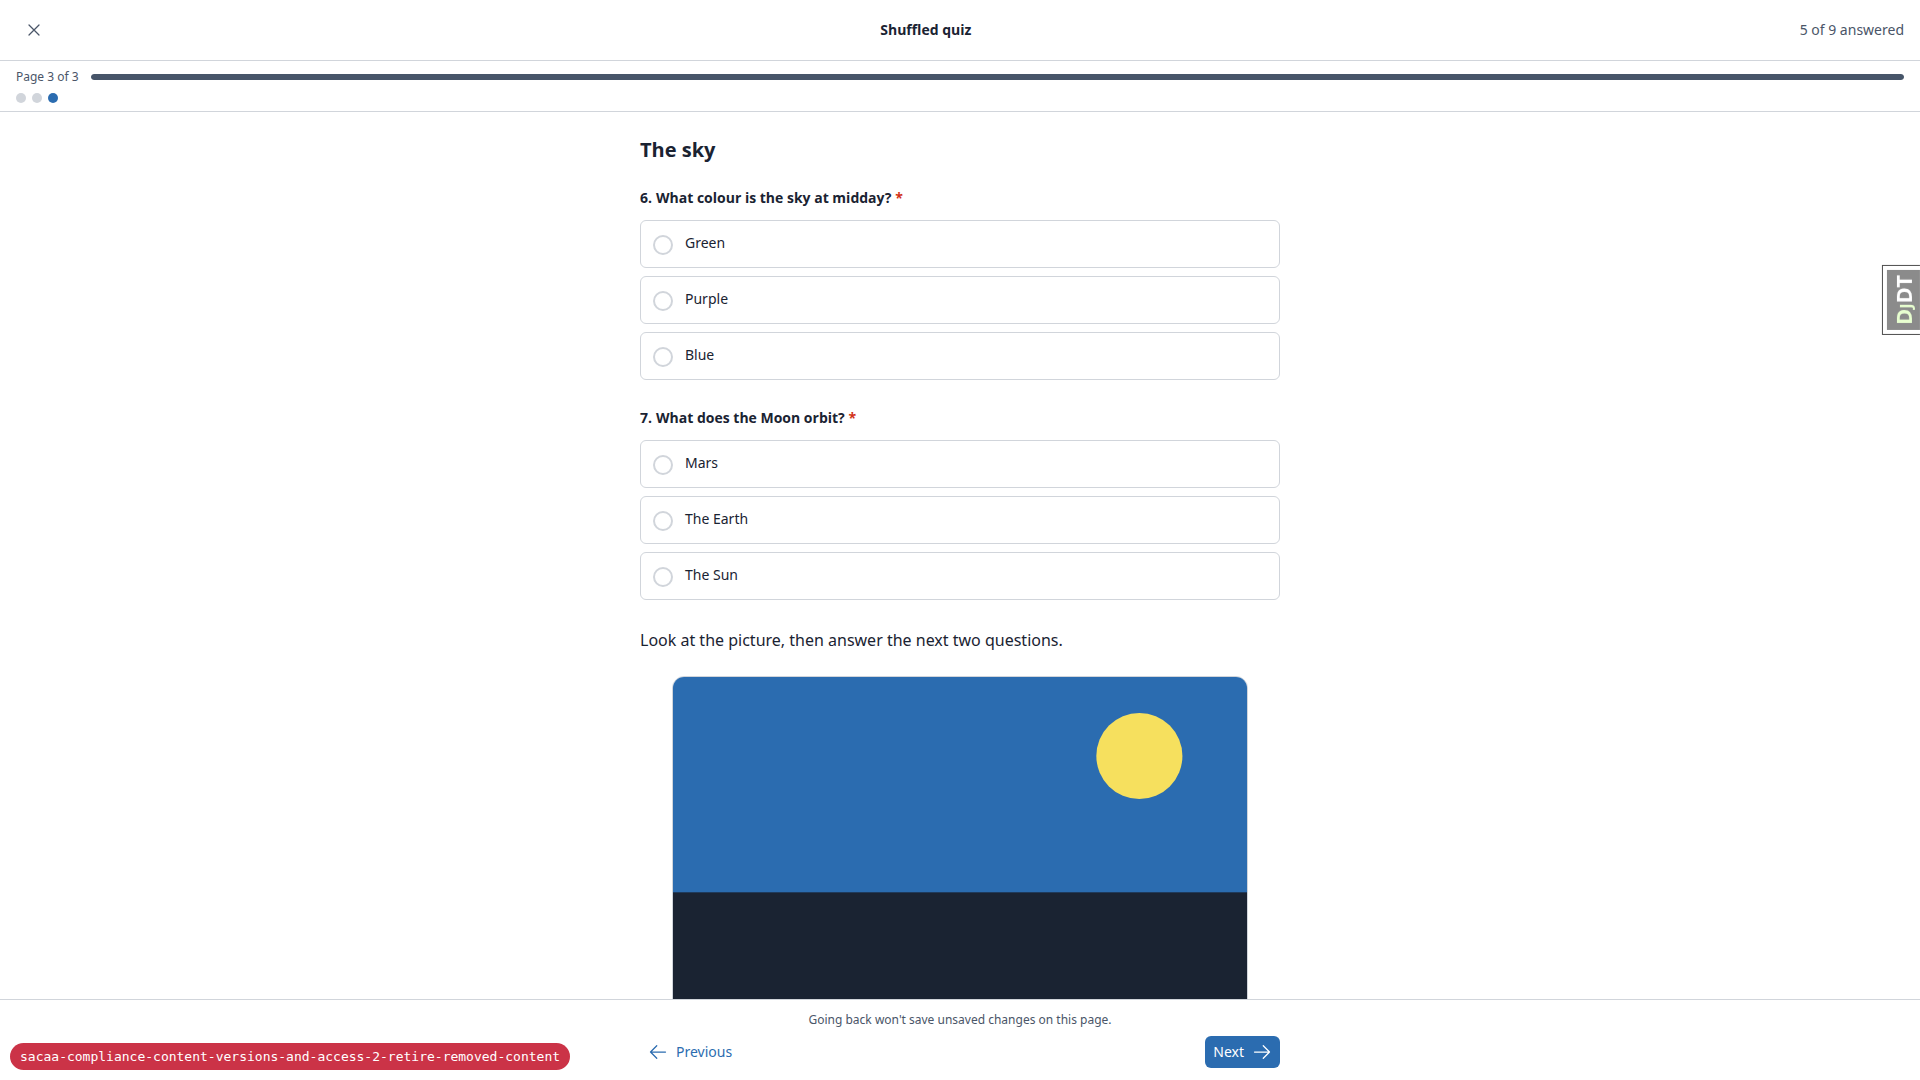 Shuffled quiz
5 of 9 answered
Page 3 of 3
The sky
6. What colour is the sky at midday? *
Green
Purple
Blue
7. What does the Moon orbit? *
Mars
The Earth
The Sun
Look at the picture, then answer the next two questions.
DJDT
Going back won't save unsaved changes on this page.
Previous
Next
sacaa-compliance-content-versions-and-access-2-retire-removed-content